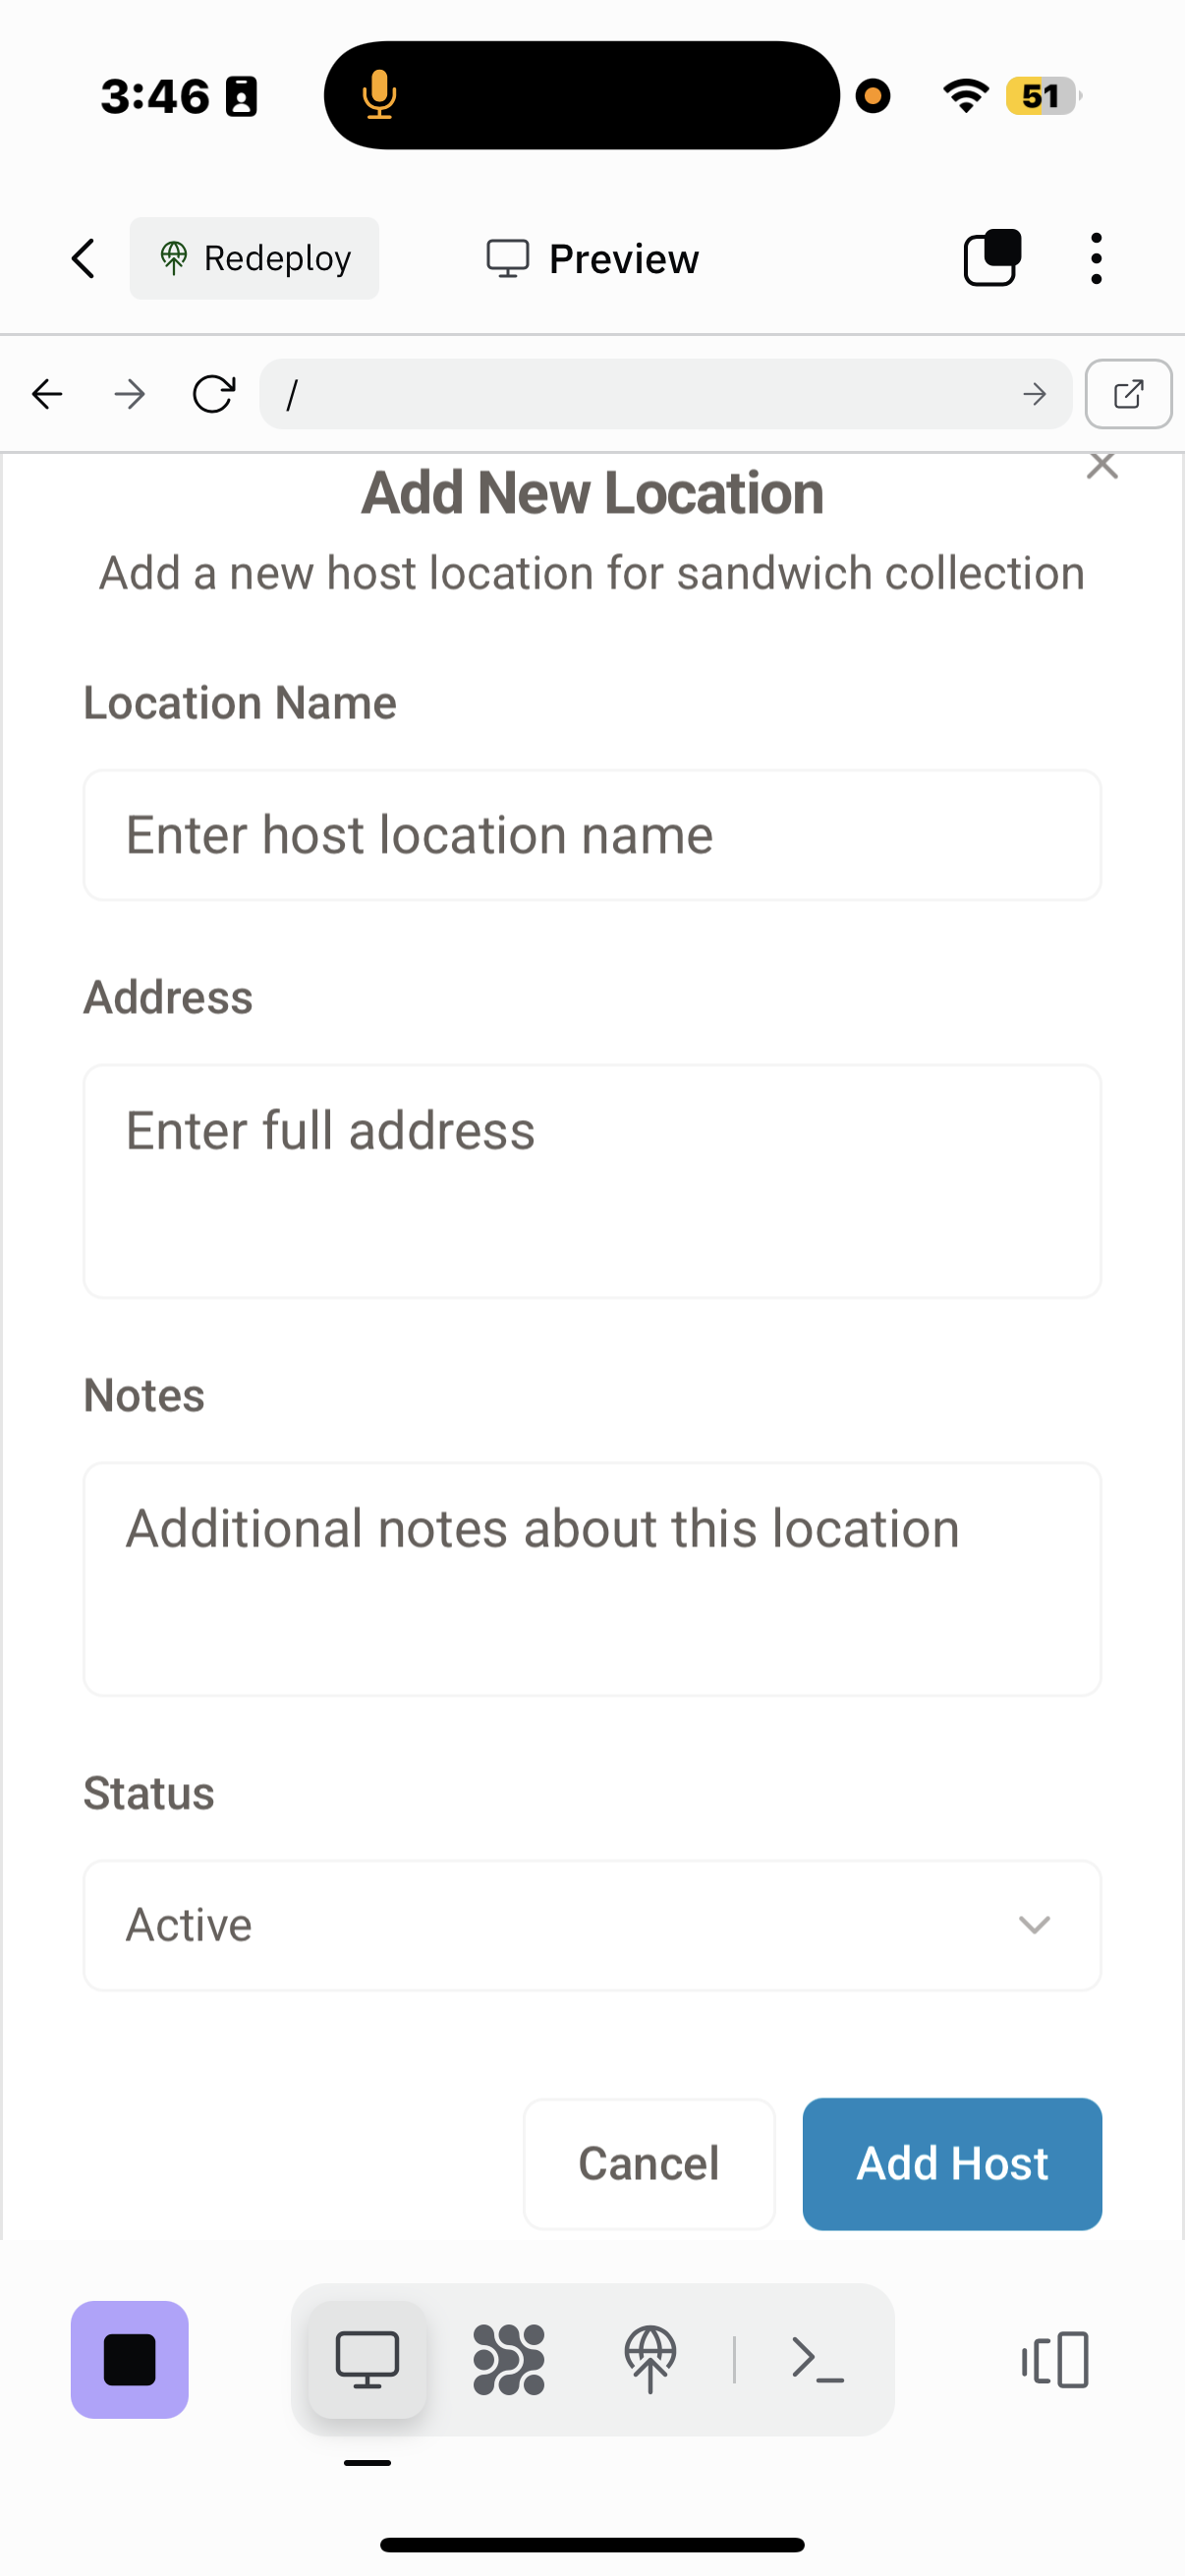 3:46
51
Redeploy
Preview
/
Add New Location
Add a new host location for sandwich collection
Location Name
Enter host location name
Address
Enter full address
Notes
Additional notes about this location
Status
Active
Cancel
Add Host